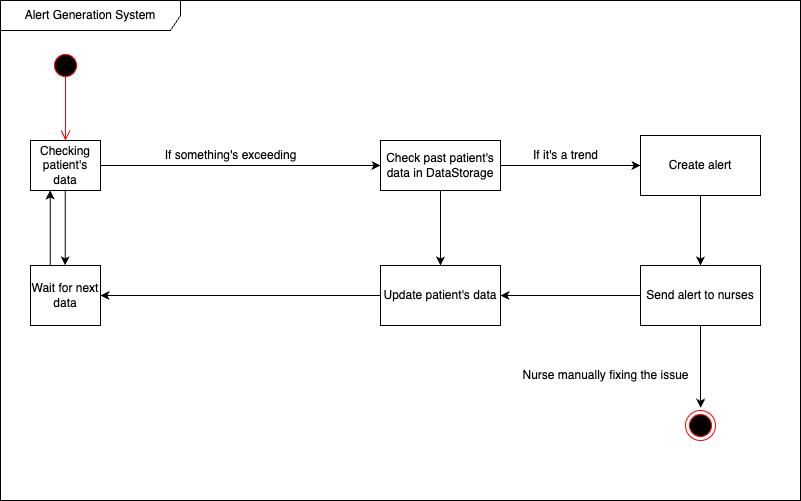 Alert Generation System
Checking
patient's
data
If something's exceeding
Check past patient's
data in DataStorage
If it's a trend
Create alert
Wait for next
data
Update patient's data
Send alert to nurses
Nurse manually fixing the issue